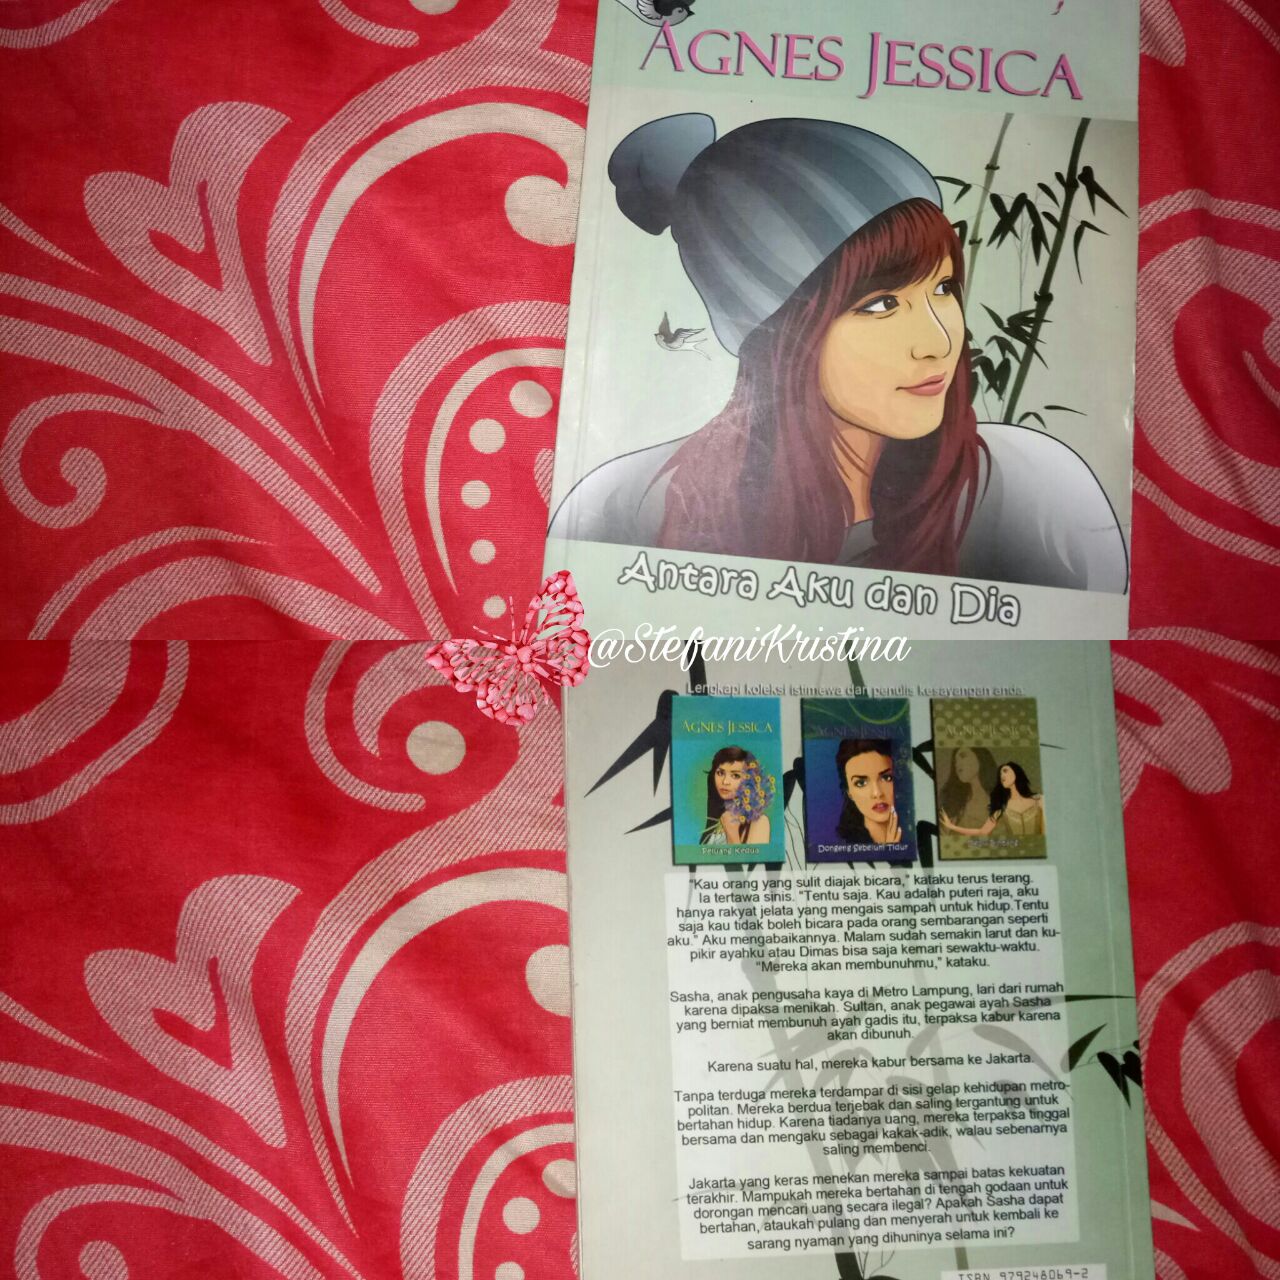 AGNES JESSICA
Antara Aku dan Dia
@StefaniKristina
Lengkapi koleksi istimewa dari penulis kesayangan anda.
AGNES JESSICA
AGNES JESSICA
AGNES JESSICA
Peluang Kedua
Dongeng Sebelum Tidur
"Kau orang yang sulit diajak bicara," kataku terus terang.
Ia tertawa sinis. "Tentu saja. Kau adalah puteri raja, aku
hanya rakyat jelata yang mengais sampah untuk hidup.Tentu
saja kau tidak boleh bicara pada orang sembarangan seperti
aku." Aku mengabaikannya. Malam sudah semakin larut dan ku-
pikir ayahku atau Dimas bisa saja kemari sewaktu-waktu.
"Mereka akan membunuhmu," kataku.
Sasha, anak pengusaha kaya di Metro Lampung, lari dari rumah
karena dipaksa menikah. Sultan, anak pegawai ayah Sasha
yang berniat membunuh ayah gadis itu, terpaksa kabur karena
akan dibunuh.
Karena suatu hal, mereka kabur bersama ke Jakarta.
Tanpa terduga mereka terdampar di sisi gelap kehidupan metro-
politan. Mereka berdua terjebak dan saling tergantung untuk
bertahan hidup. Karena tiadanya uang, mereka terpaksa tinggal
bersama dan mengaku sebagai kakak-adik, walau sebenarnya
saling membenci.
Jakarta yang keras menekan mereka sampai batas kekuatan
terakhir. Mampukah mereka bertahan di tengah godaan untuk
dorongan mencari uang secara ilegal? Apakah Sasha dapat
bertahan, ataukah pulang dan menyerah untuk kembali ke
sarang nyaman yang dihuninya selama ini?
ISBN 979248069-2